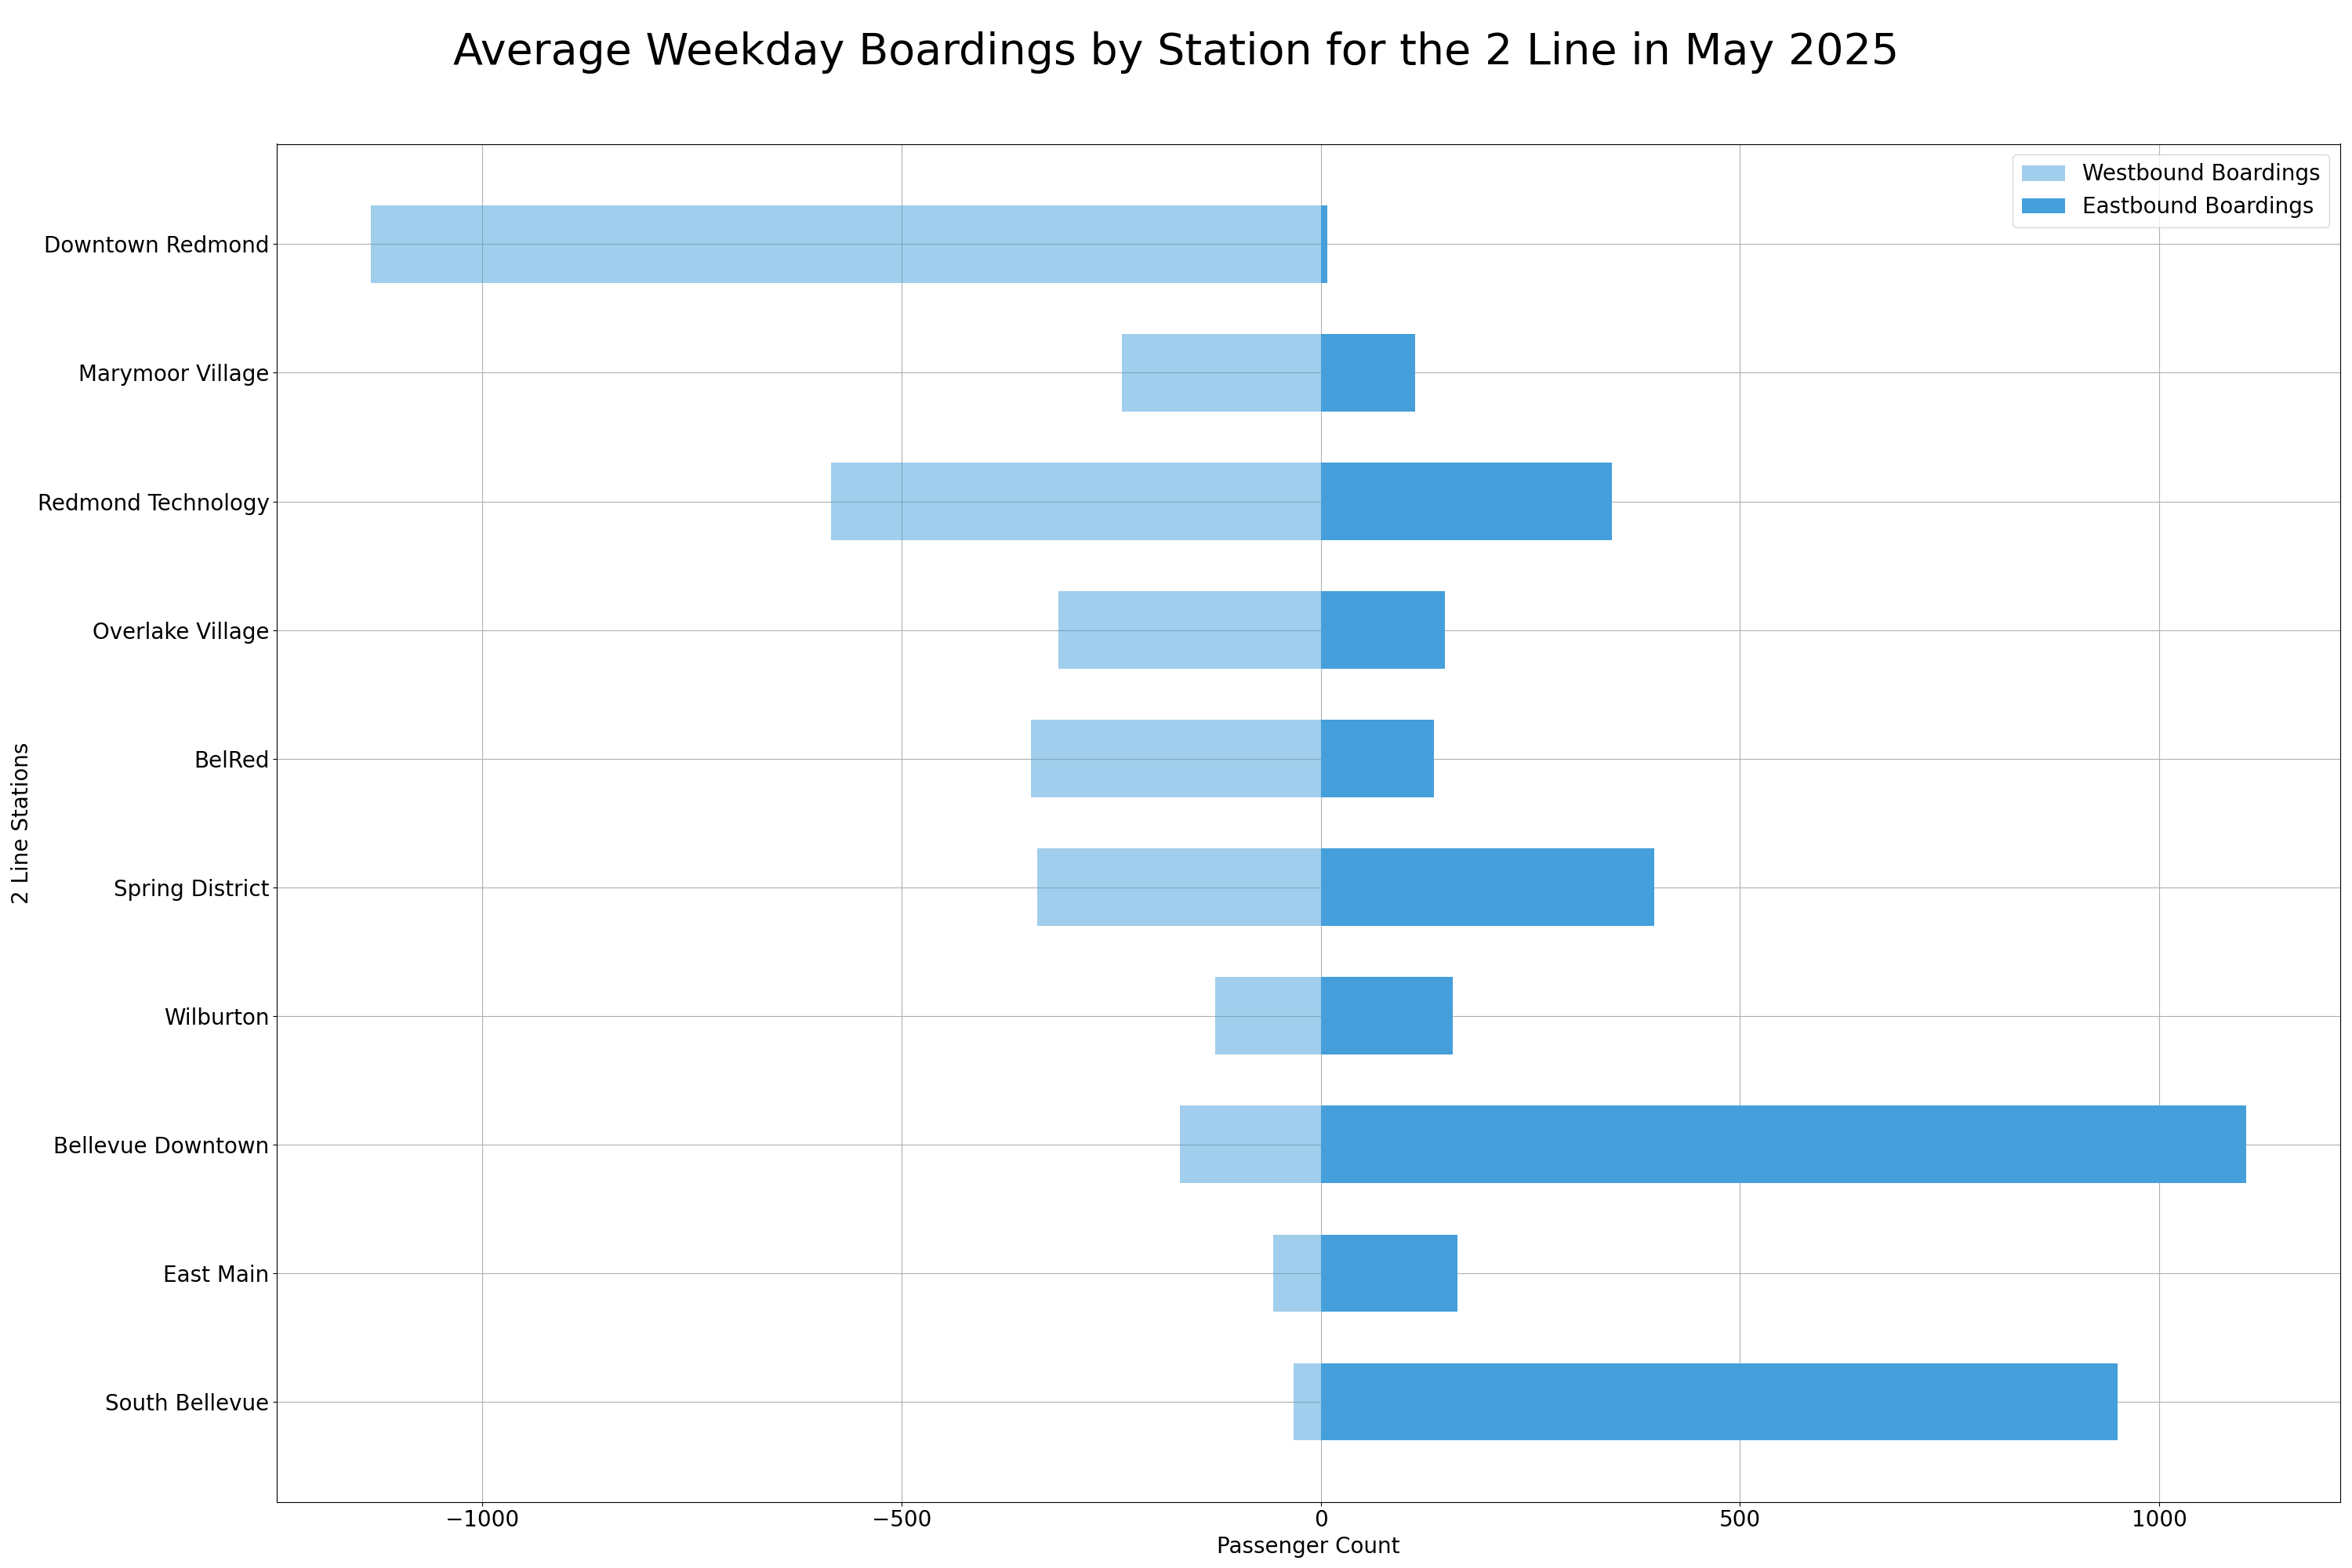 Average Weekday Boardings by Station for the 2 Line in May 2025
Westbound Boardings
Eastbound Boardings
2 Line Stations
Downtown Redmond
Marymoor Village
Redmond Technology
Overlake Village
BelRed
Spring District
Wilburton
Bellevue Downtown
East Main
South Bellevue
−1000 −500 0 500 1000
Passenger Count